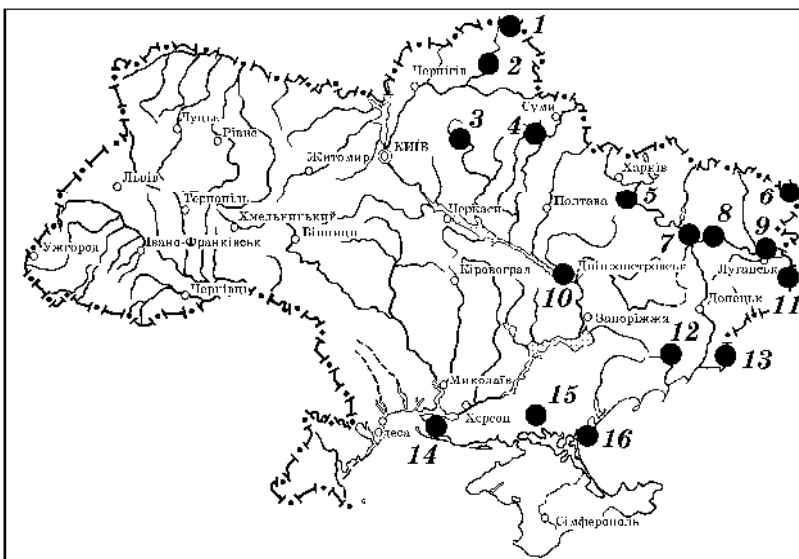 1
2
Чернігів
Суми
Луцьк
Рівне
3
4
КИЇВ
Житомир
Харків
Львів
5
6
Тернопіль
Полтава
Черкаси
Хмельницький
8
Ужгород
Івано-Франківськ
Вінниця
7
9
Луганськ
Кіровоград
Дніпропетровськ
10
11
Чернівці
Донецьк
Запоріжжя
12
13
Миколаїв
Херсон
15
Одеса
14
16
Сімферополь